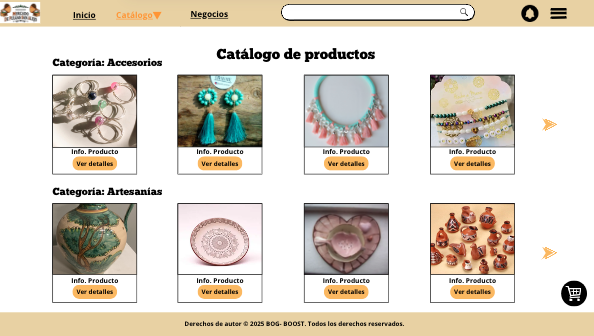 Inicio
Catálogo
Negocios
Catálogo de productos
Categoría: Accesorios
Info. Producto
Ver detalles
Info. Producto
Ver detalles
Info. Producto
Ver detalles
Info. Producto
Ver detalles
Categoría: Artesanías
Info. Producto
Ver detalles
Info. Producto
Ver detalles
Info. Producto
Ver detalles
Info. Producto
Ver detalles
Derechos de autor © 2025 BOG- BOOST. Todos los derechos reservados.